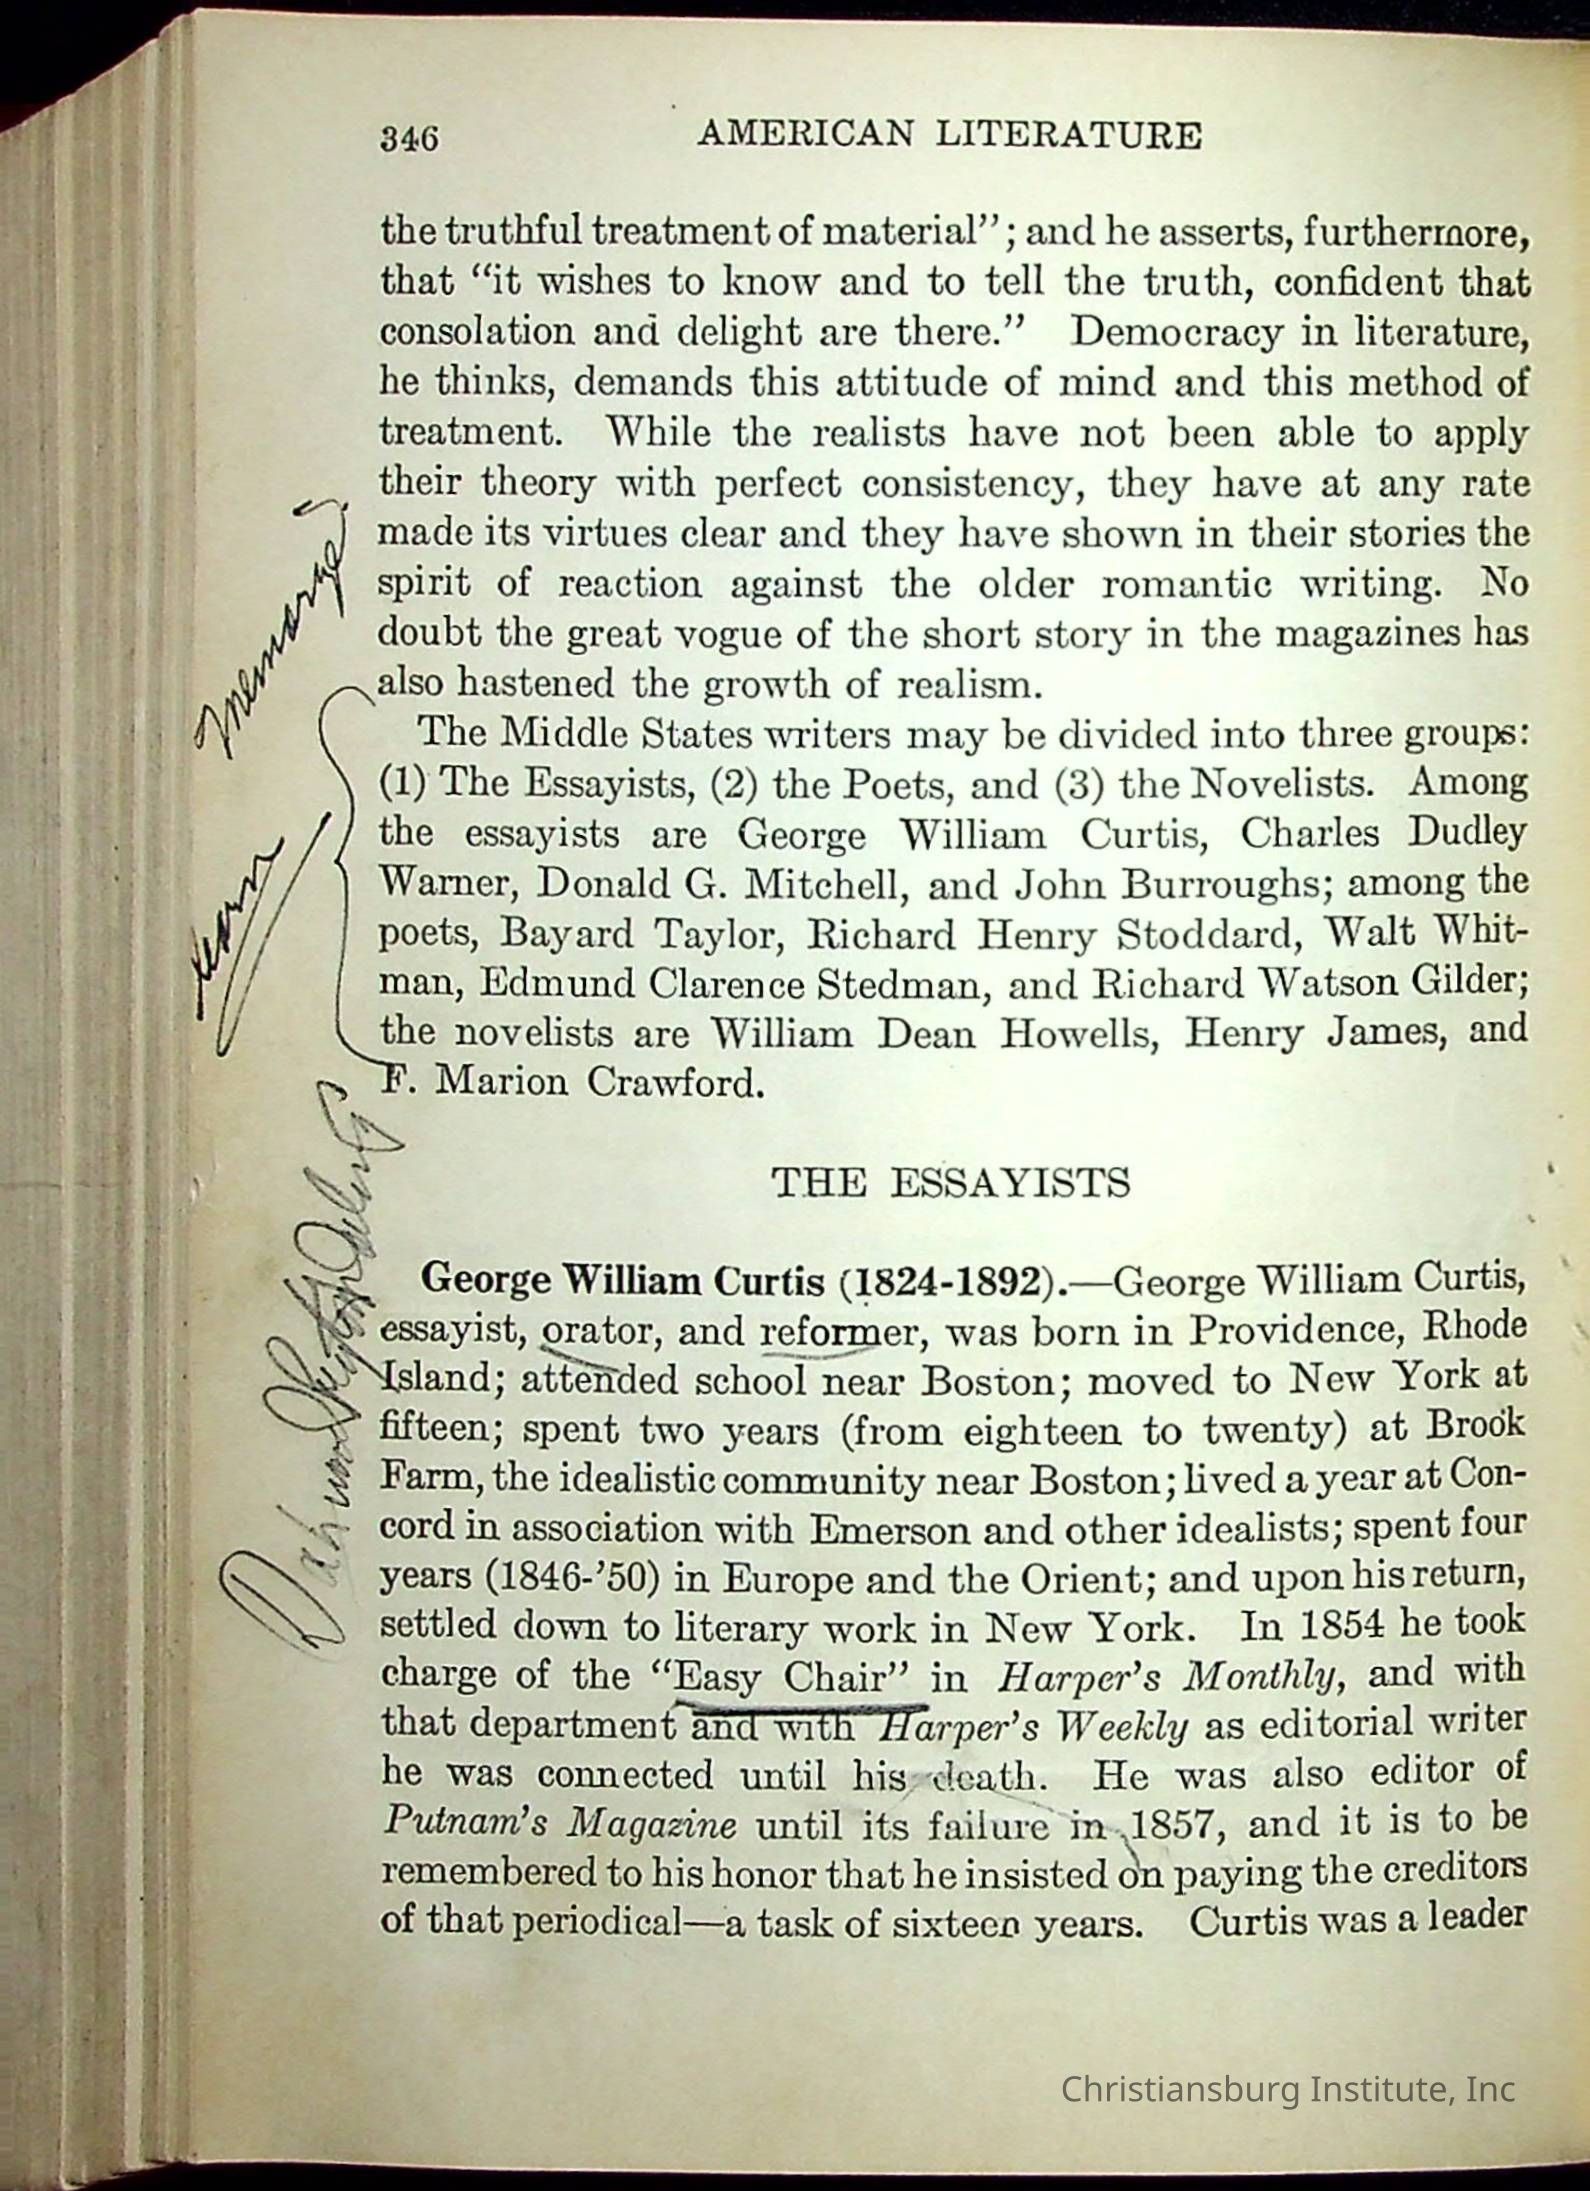 346
AMERICAN LITERATURE
the truthful treatment of material”; and he asserts, furthermore,
that “it wishes to know and to tell the truth, confident that
consolation and delight are there.” Democracy in literature,
he thinks, demands this attitude of mind and this method of
treatment. While the realists have not been able to apply
their theory with perfect consistency, they have at any rate
made its virtues clear and they have shown in their stories the
spirit of reaction against the older romantic writing. No
doubt the great vogue of the short story in the magazines has
also hastened the growth of realism.
The Middle States writers may be divided into three groups:
(1) The Essayists, (2) the Poets, and (3) the Novelists. Among
the essayists are George William Curtis, Charles Dudley
Warner, Donald G. Mitchell, and John Burroughs; among the
poets, Bayard Taylor, Richard Henry Stoddard, Walt Whit-
man, Edmund Clarence Stedman, and Richard Watson Gilder;
the novelists are William Dean Howells, Henry James, and
F. Marion Crawford.
learn
THE ESSAYISTS
George William Curtis (1824-1892).—George William Curtis,
essayist, orator, and reformer, was born in Providence, Rhode
Island; attended school near Boston; moved to New York at
fifteen; spent two years (from eighteen to twenty) at Brook
Farm, the idealistic community near Boston; lived a year at Con-
cord in association with Emerson and other idealists; spent four
years (1846-’50) in Europe and the Orient; and upon his return,
settled down to literary work in New York. In 1854 he took
charge of the “Easy Chair” in Harper’s Monthly, and with
that department and with Harper’s Weekly as editorial writer
he was connected until his death. He was also editor of
Putnam’s Magazine until its failure in 1857, and it is to be
remembered to his honor that he insisted on paying the creditors
of that periodical—a task of sixteen years. Curtis was a leader
Christiansburg Institute, Inc